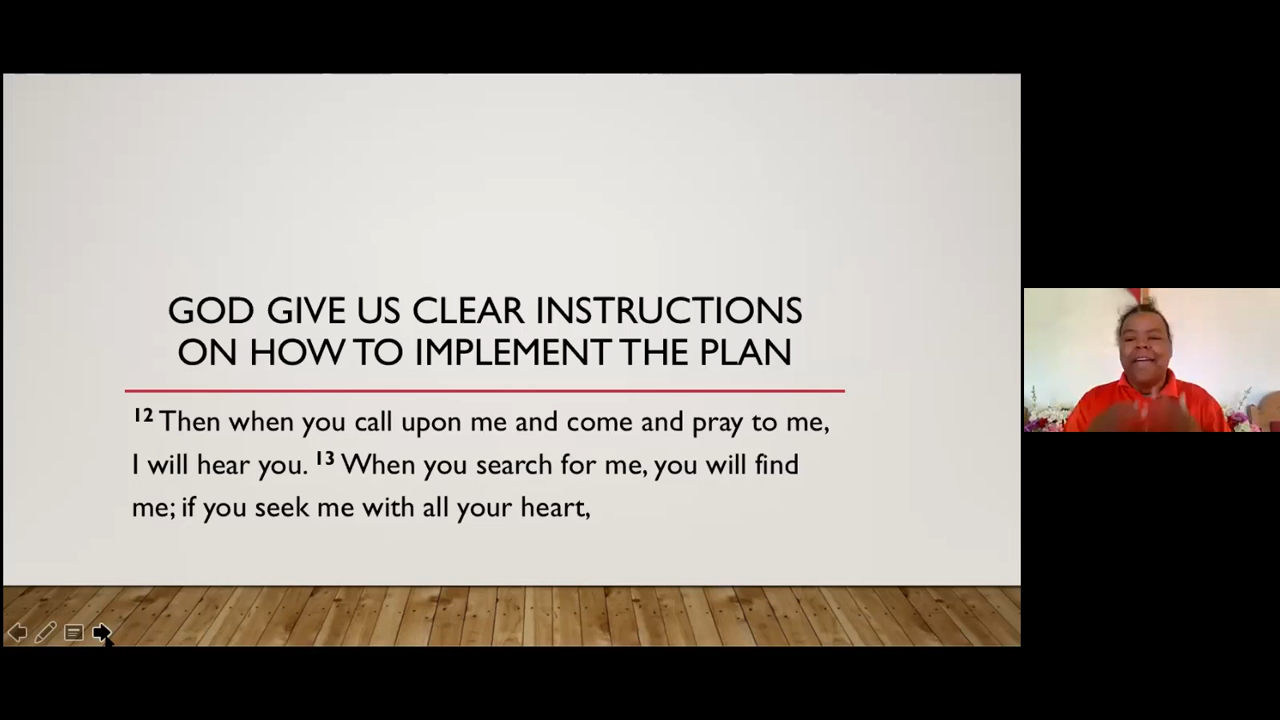 GOD GIVE US CLEAR INSTRUCTIONS
ON HOW TO IMPLEMENT THE PLAN
12 Then when you call upon me and come and pray to me,
I will hear you. 13 When you search for me, you will find
me; if you seek me with all your heart,